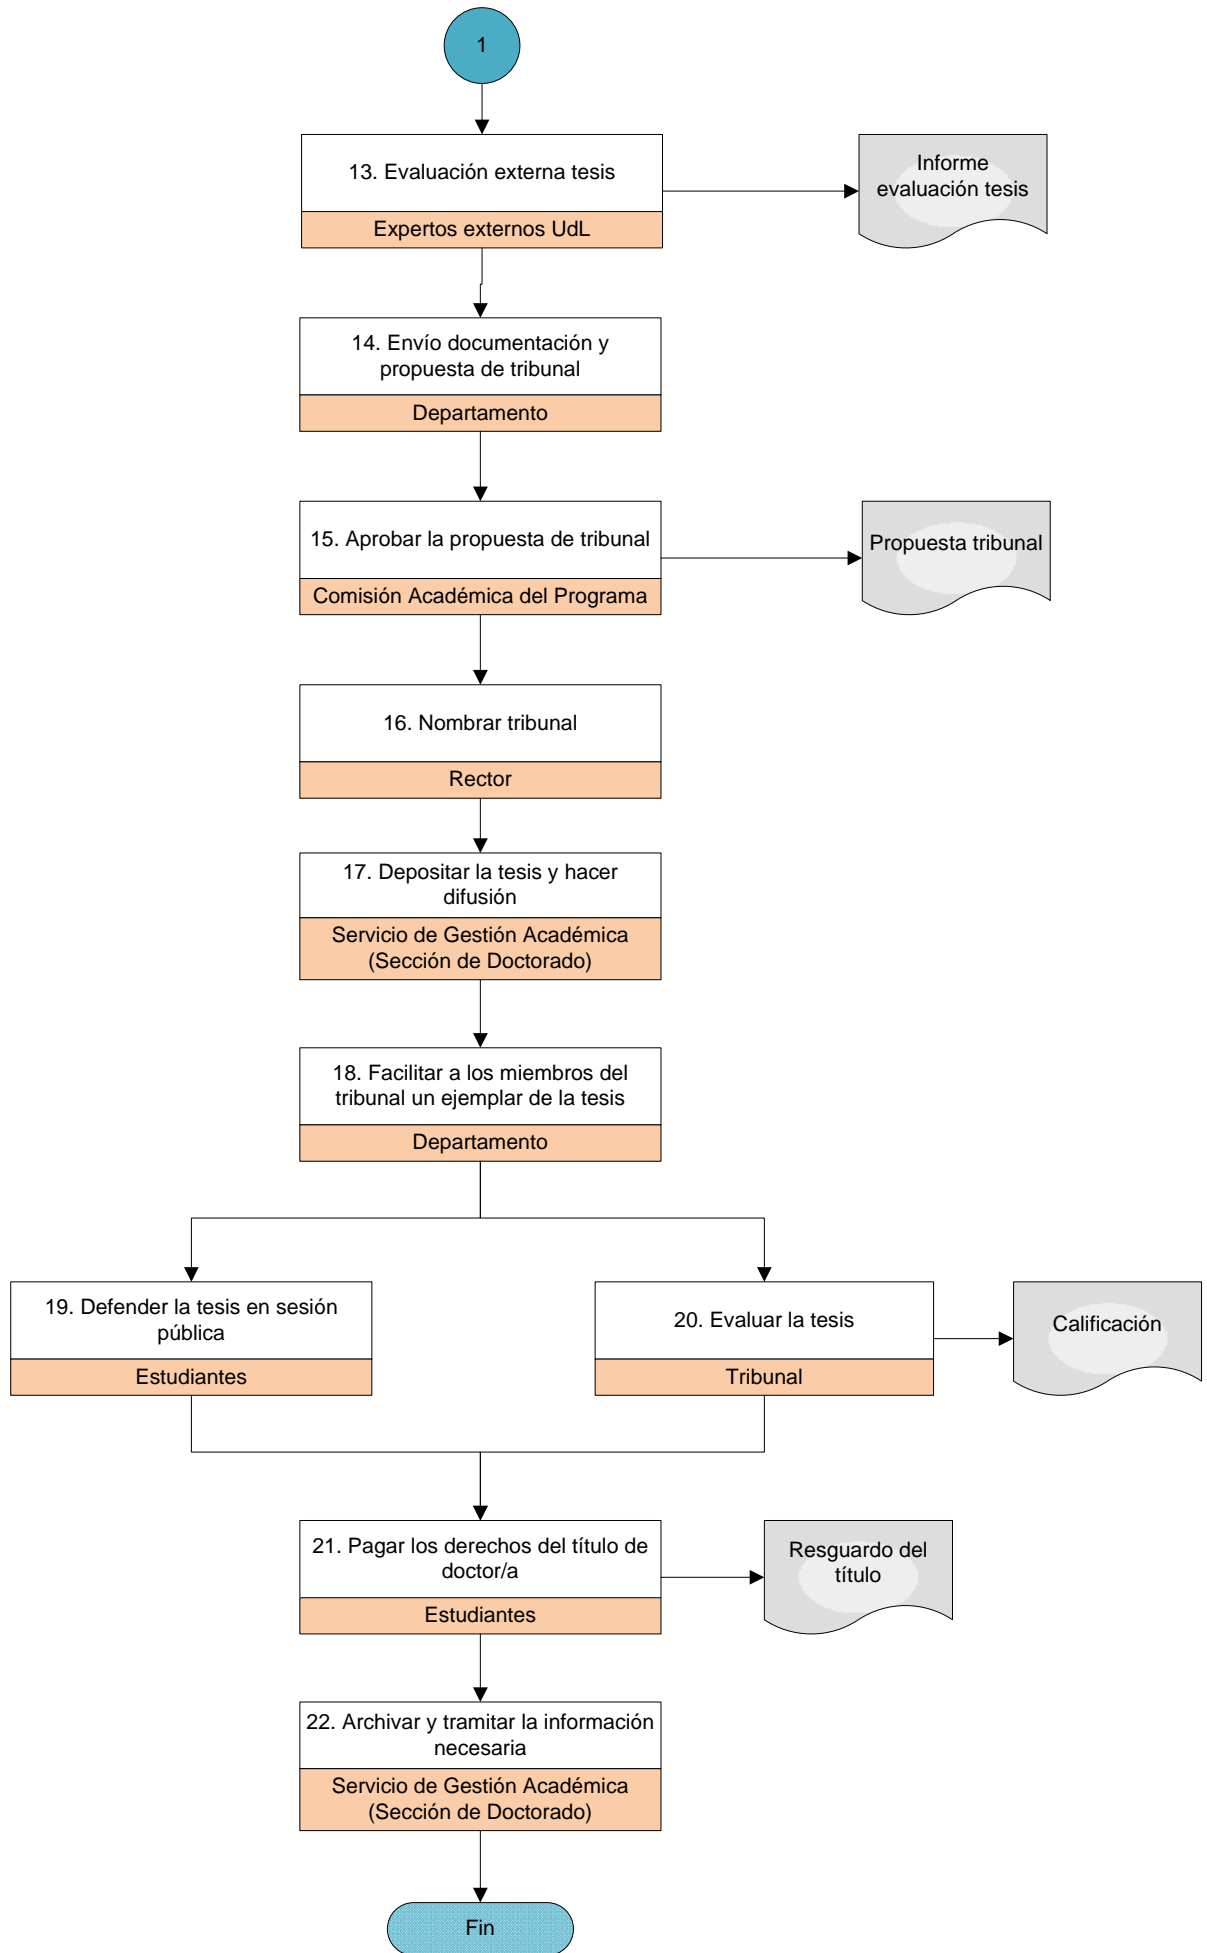 1
13. Evaluación externa tesis
Expertos externos UdL
Informe
evaluación tesis
14. Envío documentación y
propuesta de tribunal
Departamento
15. Aprobar la propuesta de tribunal
Comisión Académica del Programa
Propuesta tribunal
16. Nombrar tribunal
Rector
17. Depositar la tesis y hacer
difusión
Servicio de Gestión Académica
(Sección de Doctorado)
18. Facilitar a los miembros del
tribunal un ejemplar de la tesis
Departamento
19. Defender la tesis en sesión
pública
Estudiantes
20. Evaluar la tesis
Tribunal
Calificación
21. Pagar los derechos del título de
doctor/a
Estudiantes
Resguardo del
título
22. Archivar y tramitar la información
necesaria
Servicio de Gestión Académica
(Sección de Doctorado)
Fin